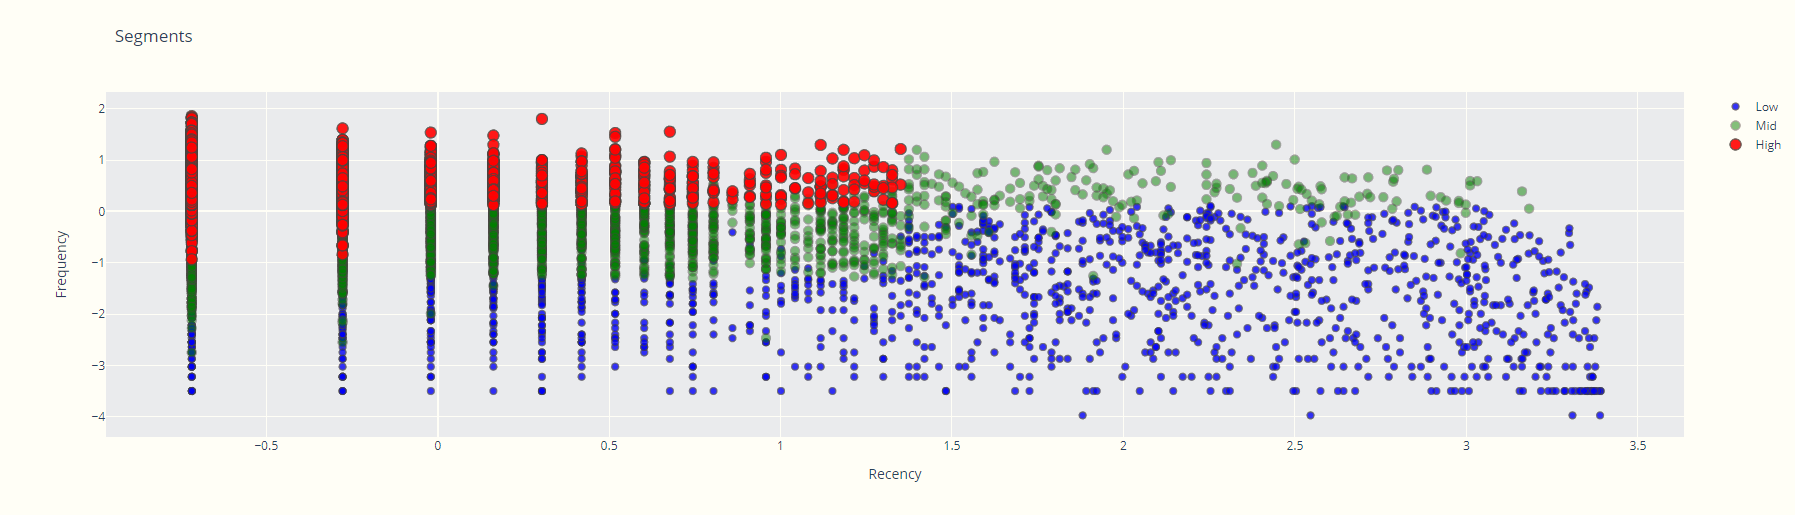 Segments
2
1
0
−1
−2
−3
−4
Frequency
−0.5
0
0.5
1
1.5
2
2.5
3
3.5
Recency
Low
Mid
High